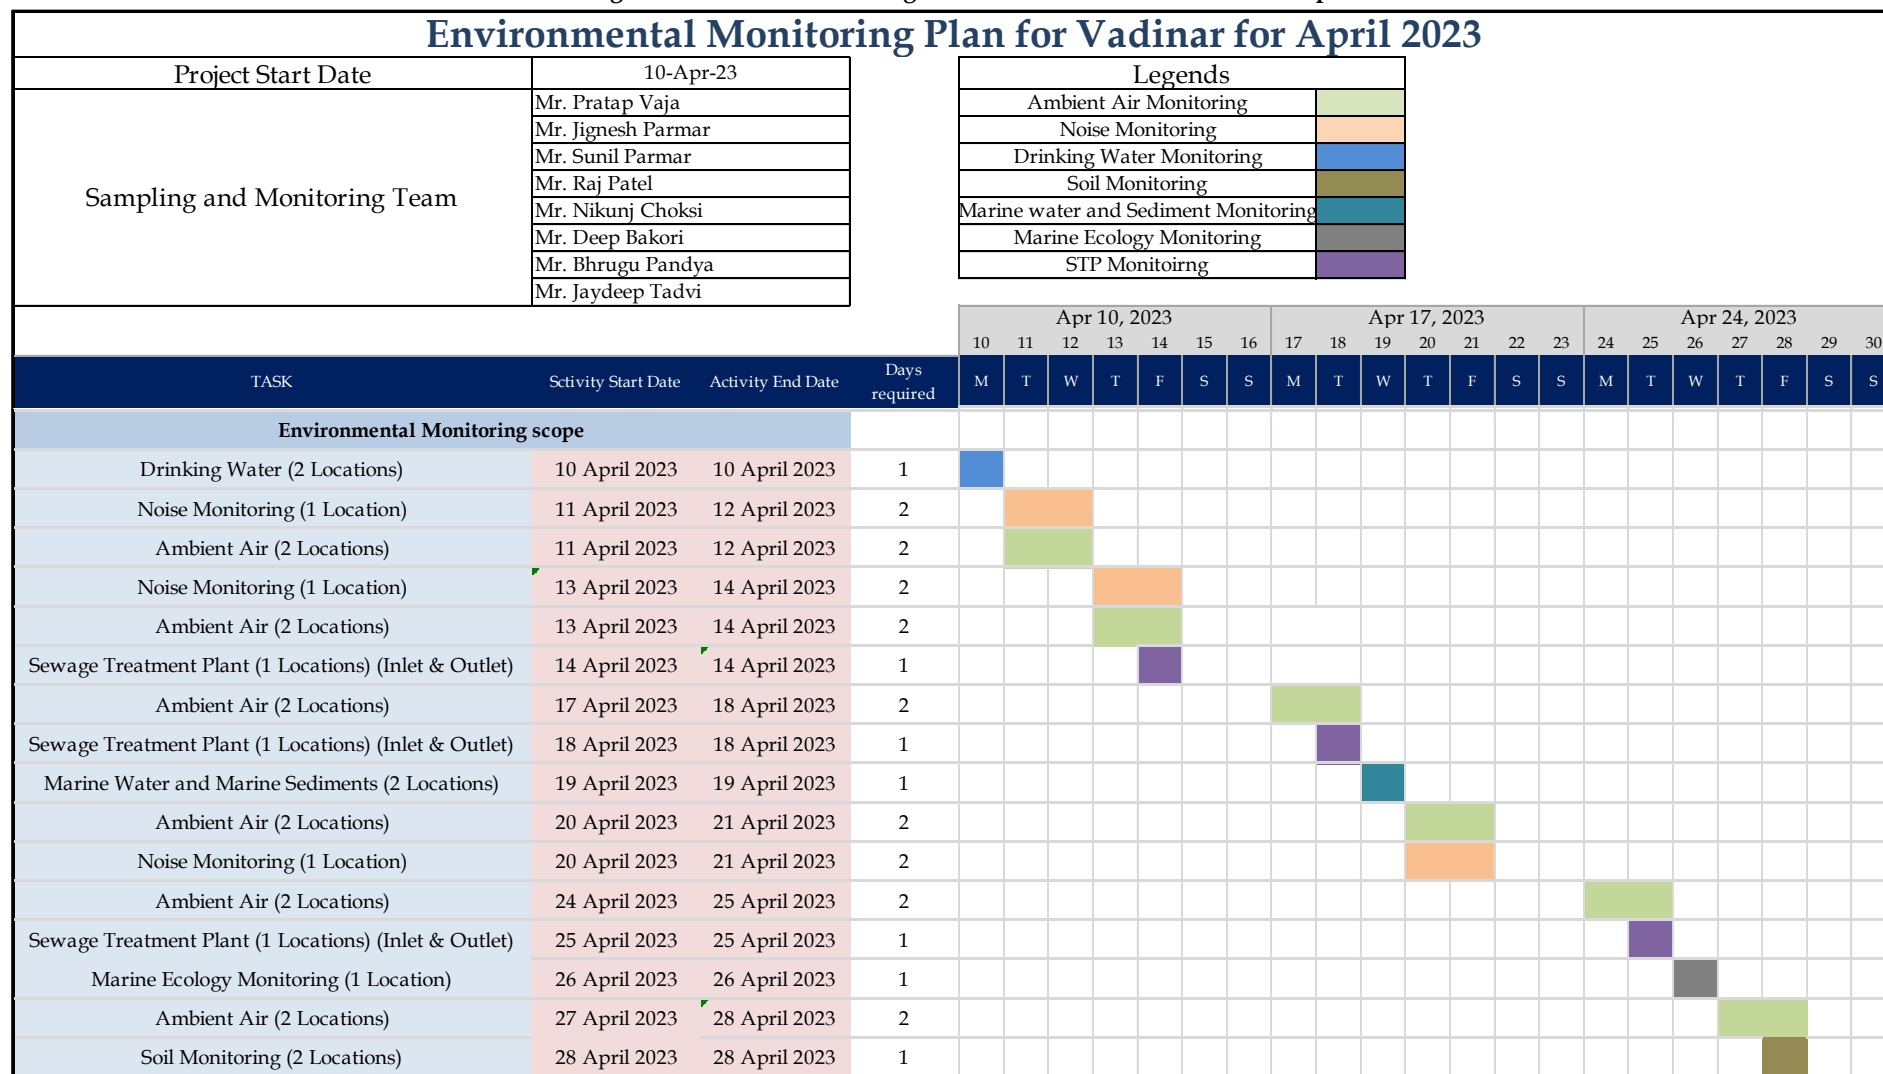 Environmental Monitoring Plan for Vadinar for April 2023
Project Start Date 10-Apr-23
Sampling and Monitoring Team
Mr. Pratap Vaja
Mr. Jignesh Parmar
Mr. Sunil Parmar
Mr. Raj Patel
Mr. Nikunj Choksi
Mr. Deep Bakori
Mr. Bhrugu Pandya
Mr. Jaydeep Tadvi
Legends
Ambient Air Monitoring
Noise Monitoring
Drinking Water Monitoring
Soil Monitoring
Marine water and Sediment Monitoring
Marine Ecology Monitoring
STP Monitoirng
Apr 10, 2023 Apr 17, 2023 Apr 24, 2023
10 11 12 13 14 15 16 17 18 19 20 21 22 23 24 25 26 27 28 29 30
TASK Sctivity Start Date Activity End Date Days required M T W T F S S M T W T F S S M T W T F S S
Environmental Monitoring scope
Drinking Water (2 Locations) 10 April 2023 10 April 2023 1
Noise Monitoring (1 Location) 11 April 2023 12 April 2023 2
Ambient Air (2 Locations) 11 April 2023 12 April 2023 2
Noise Monitoring (1 Location) 13 April 2023 14 April 2023 2
Ambient Air (2 Locations) 13 April 2023 14 April 2023 2
Sewage Treatment Plant (1 Locations) (Inlet & Outlet) 14 April 2023 14 April 2023 1
Ambient Air (2 Locations) 17 April 2023 18 April 2023 2
Sewage Treatment Plant (1 Locations) (Inlet & Outlet) 18 April 2023 18 April 2023 1
Marine Water and Marine Sediments (2 Locations) 19 April 2023 19 April 2023 1
Ambient Air (2 Locations) 20 April 2023 21 April 2023 2
Noise Monitoring (1 Location) 20 April 2023 21 April 2023 2
Ambient Air (2 Locations) 24 April 2023 25 April 2023 2
Sewage Treatment Plant (1 Locations) (Inlet & Outlet) 25 April 2023 25 April 2023 1
Marine Ecology Monitoring (1 Location) 26 April 2023 26 April 2023 1
Ambient Air (2 Locations) 27 April 2023 28 April 2023 2
Soil Monitoring (2 Locations) 28 April 2023 28 April 2023 1